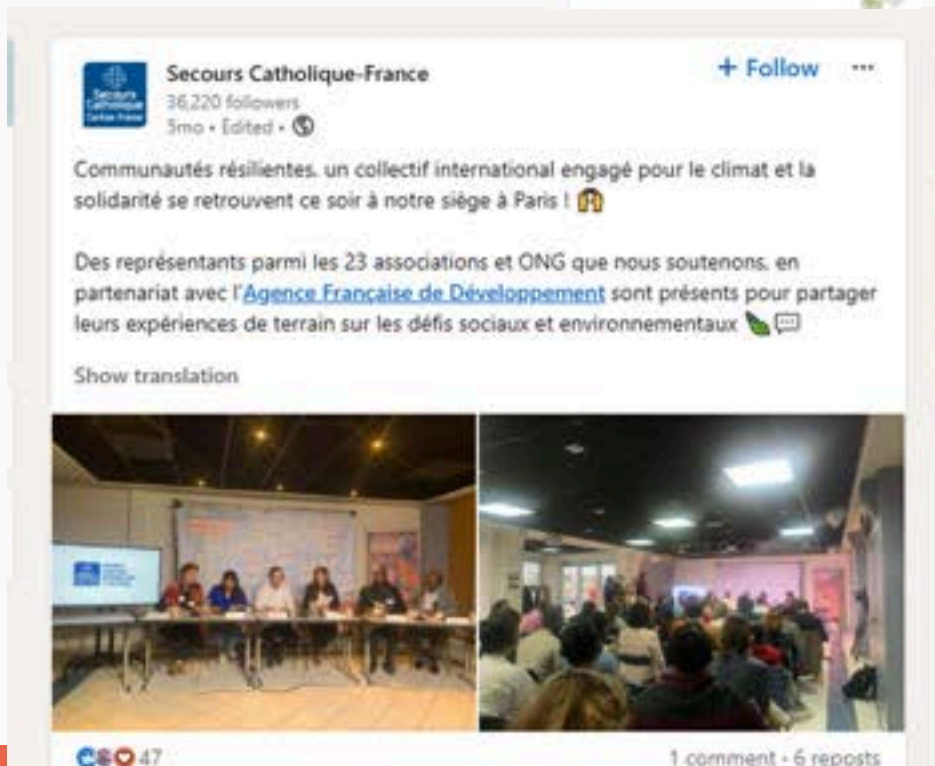 Secours
Catholique
Secours Catholique-France
+ Follow
36,220 followers
5mo • Edited •
Communautés résilientes. un collectif international engagé pour le climat et la
solidarité se retrouvent ce soir à notre siège à Paris !
Des représentants parmi les 23 associations et ONG que nous soutenons. en
partenariat avec l'Agence Française de Développement sont présents pour partager
leurs expériences de terrain sur les défis sociaux et environnementaux
Show translation
47
1 comment • 6 reposts